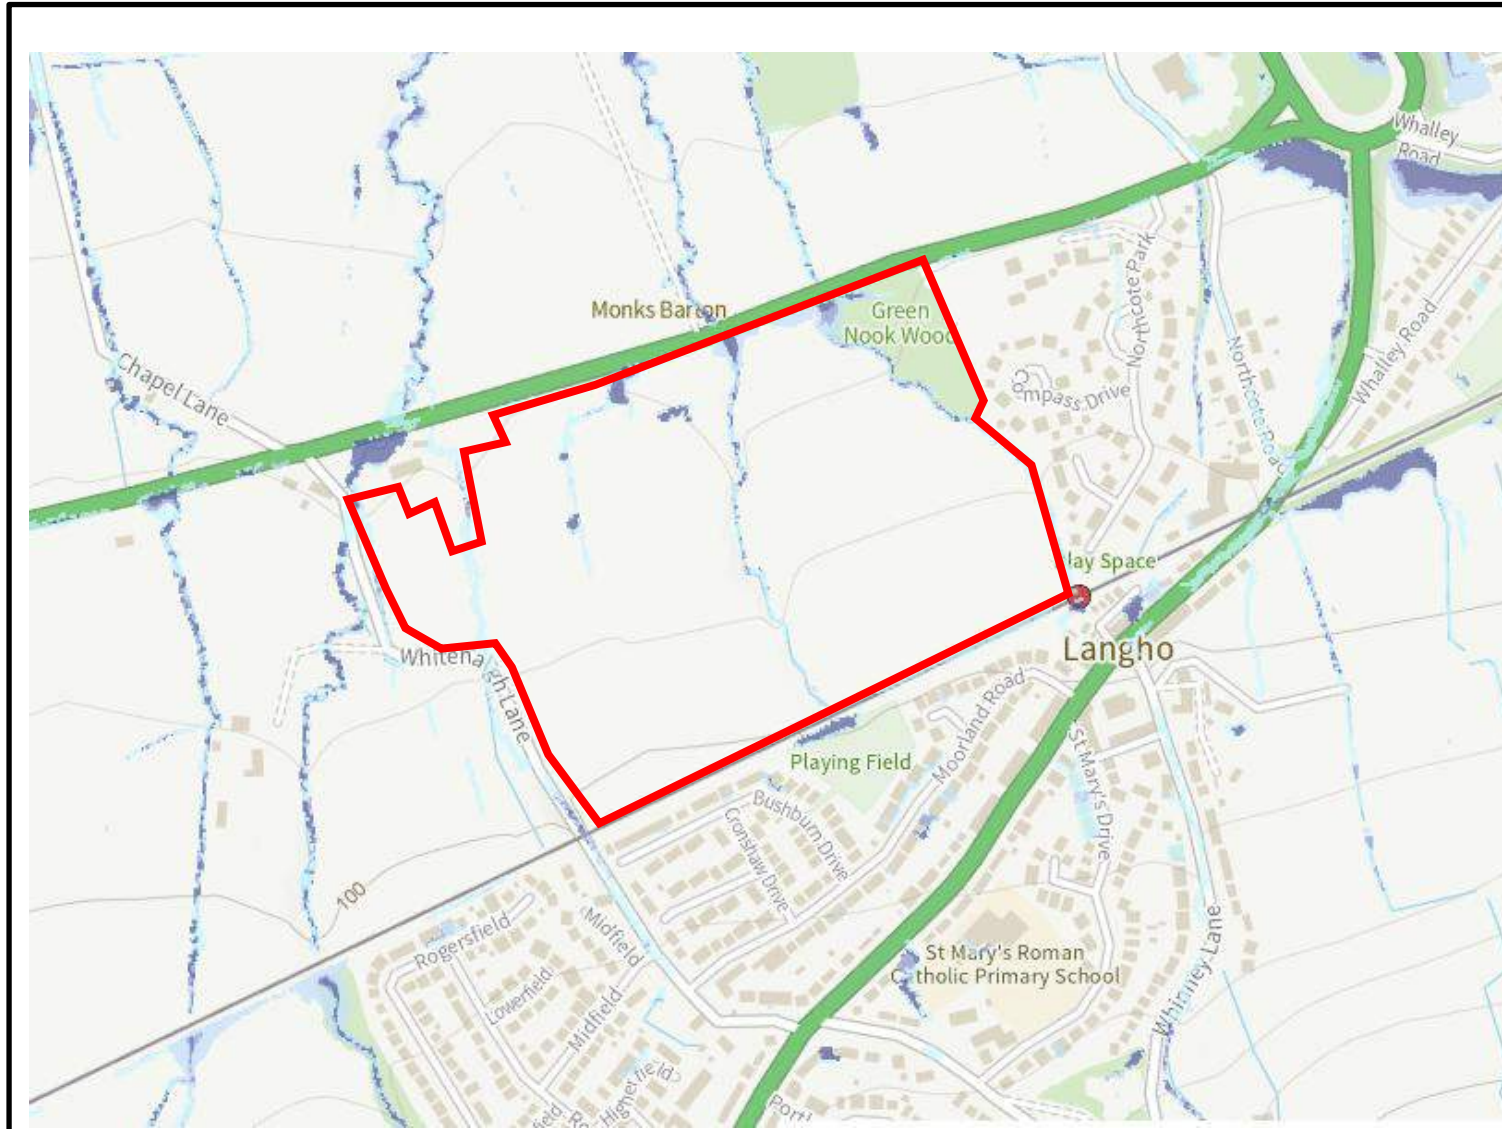 Whalley
Road
Monks Barton
Green
Nook Wood
Northcote Park
Compass Drive
Chapel Lane
Northcote Road
Whalley Road
Play Space
Langho
Whitehalgh Lane
Moorland Road
Playing Field
St Mary's Drive
Bushburn Drive
Cronshaw Drive
100
Rogersfield
Midfield
Lowerfield
Midfield
St Mary's Roman
Catholic Primary School
Whinney Lane